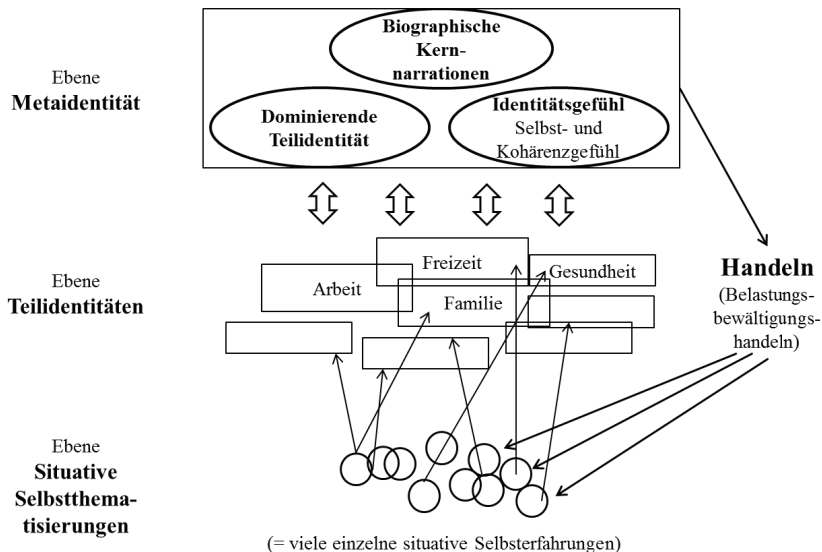 Biographische
Kern-
narrationen
Ebene
Metaidentität
Dominierende
Teilidentität
Identitätsgefühl
Selbst- und
Kohärenzgefühl
Ebene
Teilidentitäten
Freizeit
Gesundheit
Arbeit
Familie
Handeln
(Belastungs-
bewältigungs-
handeln)
Ebene
Situative
Selbstthema-
tisierungen
(= viele einzelne situative Selbsterfahrungen)